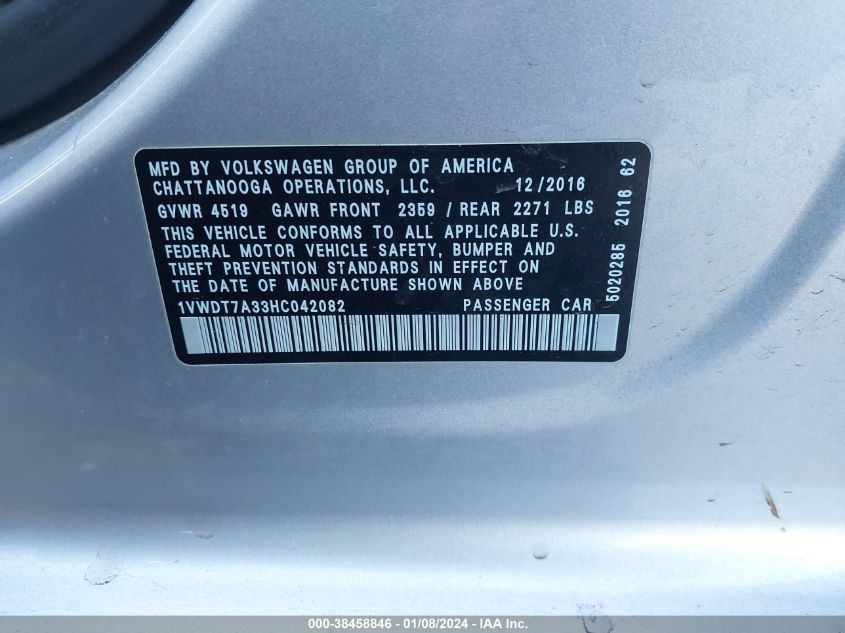 MFD BY VOLKSWAGEN GROUP OF AMERICA
CHATTANOOGA OPERATIONS, LLC. 12/2016
GVWR 4519 GAWR FRONT 2359 / REAR 2271 LBS
THIS VEHICLE CONFORMS TO ALL APPLICABLE U.S.
FEDERAL MOTOR VEHICLE SAFETY, BUMPER AND
THEFT PREVENTION STANDARDS IN EFFECT ON
THE DATE OF MANUFACTURE SHOWN ABOVE
1VWDT7A33HC042082 PASSENGER CAR
5020285 2016 62
000-38458846 - 01/08/2024 - IAA Inc.